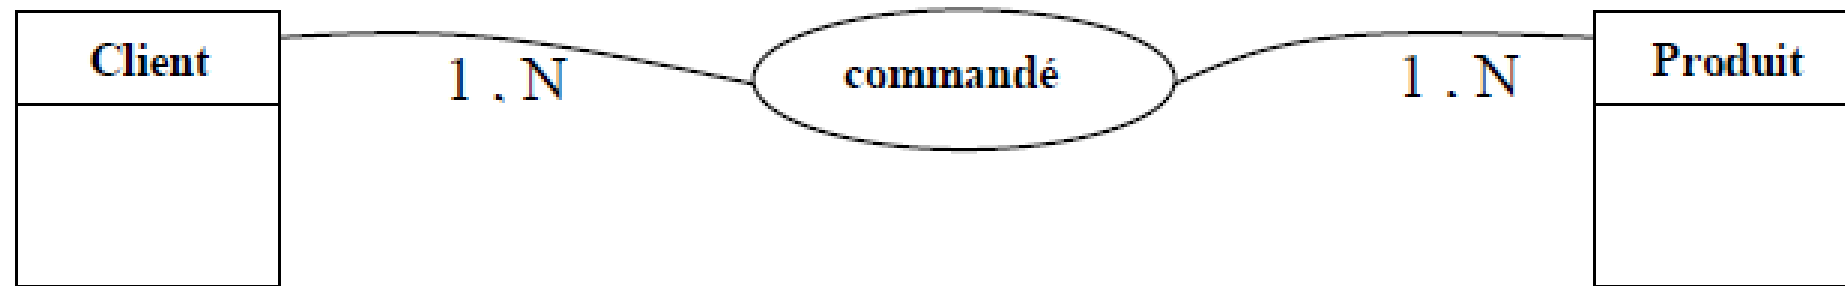 Client
1 . N
commandé
1 . N
Produit